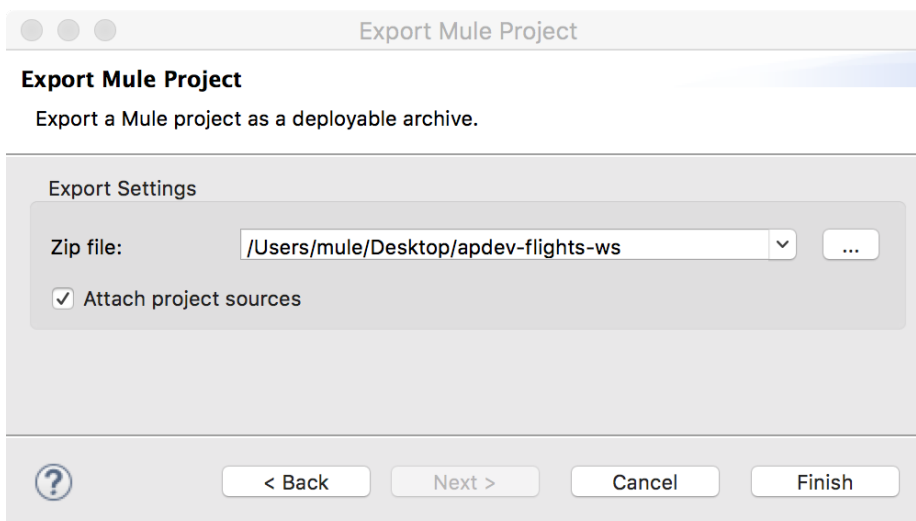 Export Mule Project
Export Mule Project
Export a Mule project as a deployable archive.
Export Settings
Zip file: /Users/mule/Desktop/apdev-flights-ws ...
Attach project sources
? < Back Next > Cancel Finish